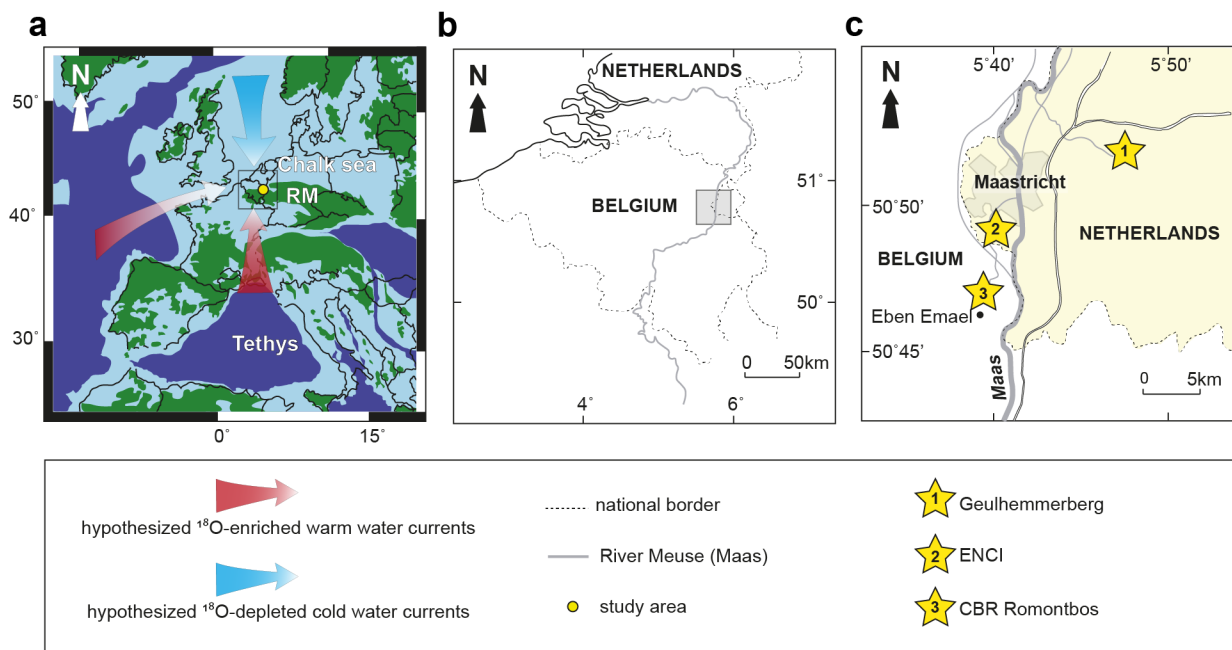 a
N
50°
40°
30°
0°
15°
Chalk sea
RM
Tethys
b
N
NETHERLANDS
BELGIUM
51°
50°
0 50km
4°
6°
c
5°40'
5°50'
N
1
Maastricht
50°50'
2
NETHERLANDS
BELGIUM
3
Eben Emael
50°45'
Maas
0 5km
hypothesized ¹⁸O-enriched warm water currents
hypothesized ¹⁸O-depleted cold water currents
national border
River Meuse (Maas)
study area
1 Geulhemmerberg
2 ENCI
3 CBR Romontbos